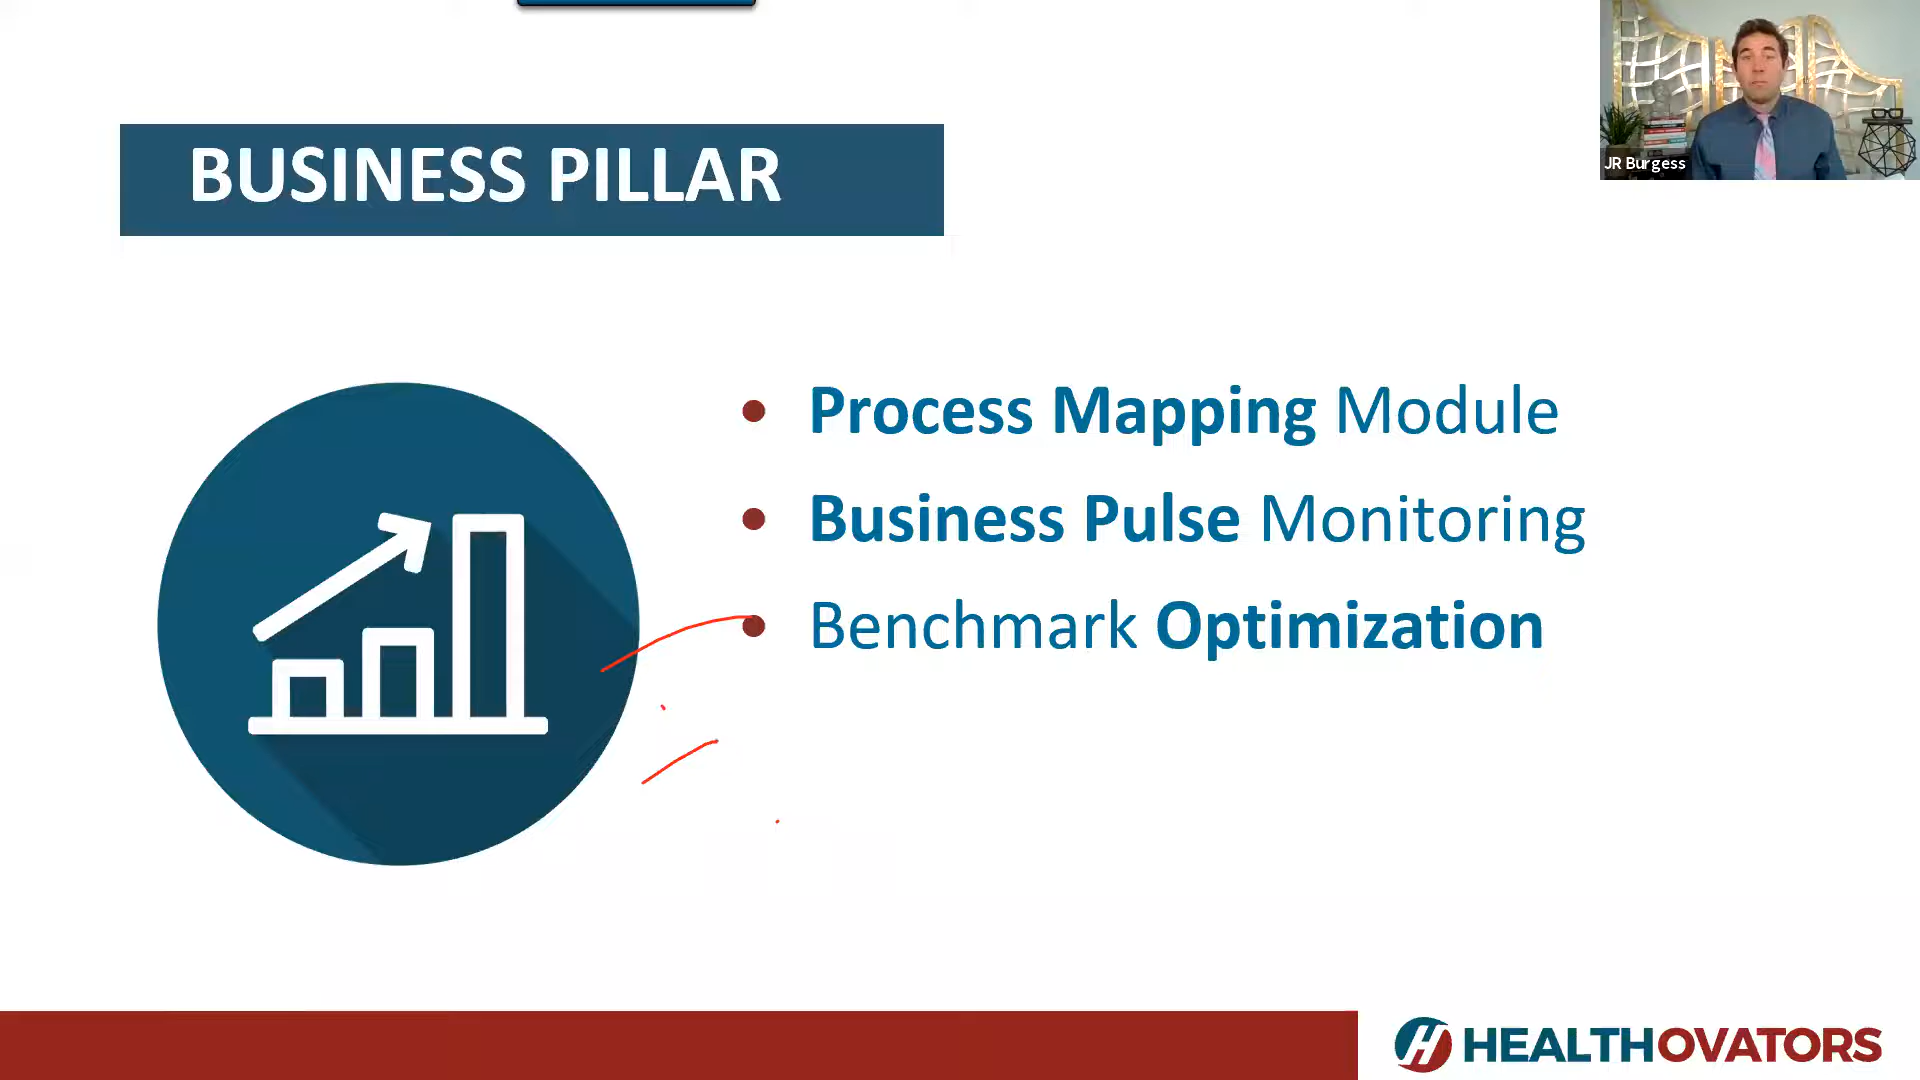 BUSINESS PILLAR
JR Burgess
• Process Mapping Module
• Business Pulse Monitoring
• Benchmark Optimization
HEALTHOVATORS